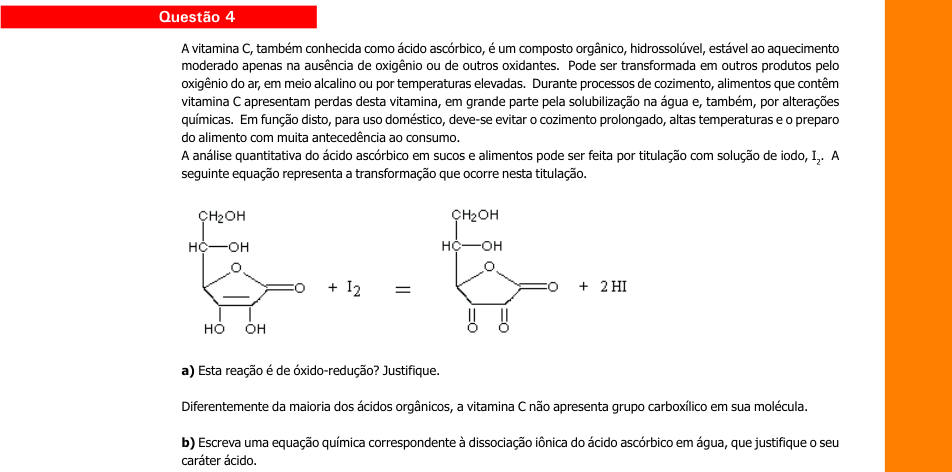 Questão 4
A vitamina C, também conhecida como ácido ascórbico, é um composto orgânico, hidrossolúvel, estável ao aquecimento
moderado apenas na ausência de oxigênio ou de outros oxidantes. Pode ser transformada em outros produtos pelo
oxigênio do ar, em meio alcalino ou por temperaturas elevadas. Durante processos de cozimento, alimentos que contêm
vitamina C apresentam perdas desta vitamina, em grande parte pela solubilização na água e, também, por alterações
químicas. Em função disto, para uso doméstico, deve-se evitar o cozimento prolongado, altas temperaturas e o preparo
do alimento com muita antecedência ao consumo.
A análise quantitativa do ácido ascórbico em sucos e alimentos pode ser feita por titulação com solução de iodo, I₂. A
seguinte equação representa a transformação que ocorre nesta titulação.
CH₂OH CH₂OH
HC—OH HC—OH
O O
O + I₂ = O + 2 HI
HO OH O O
a) Esta reação é de óxido-redução? Justifique.
Diferentemente da maioria dos ácidos orgânicos, a vitamina C não apresenta grupo carboxílico em sua molécula.
b) Escreva uma equação química correspondente à dissociação iônica do ácido ascórbico em água, que justifique o seu
caráter ácido.